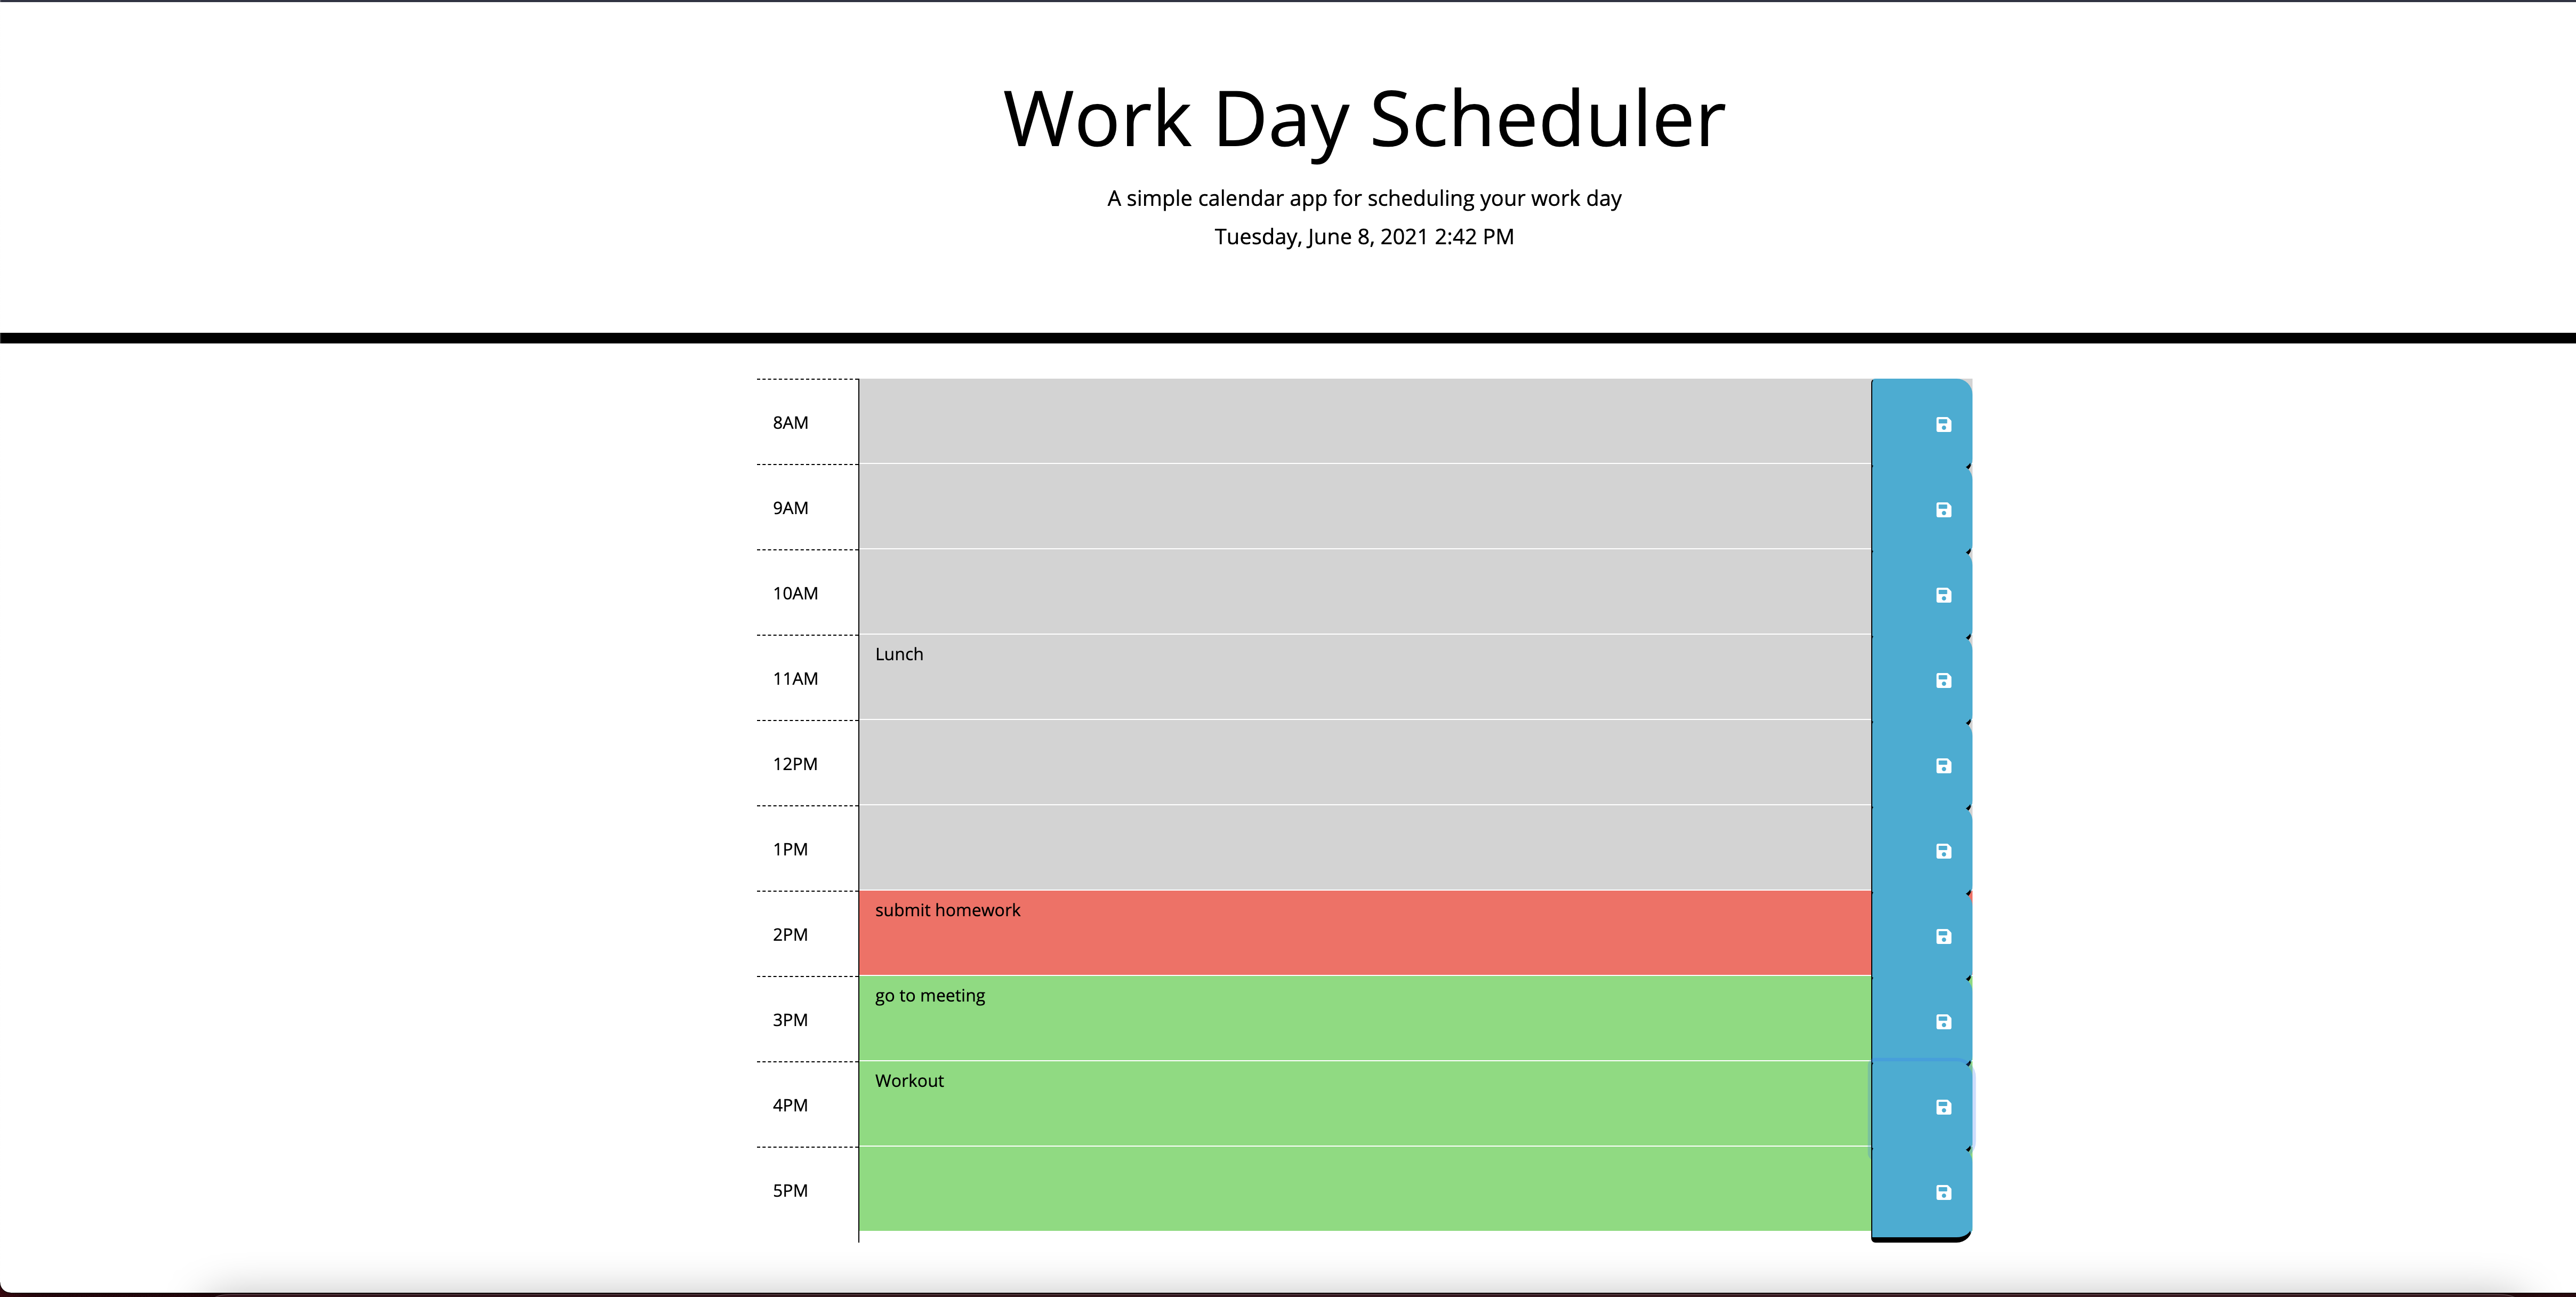 Work Day Scheduler
A simple calendar app for scheduling your work day
Tuesday, June 8, 2021 2:42 PM
8AM
9AM
10AM
Lunch
11AM
12PM
1PM
submit homework
2PM
go to meeting
3PM
Workout
4PM
5PM